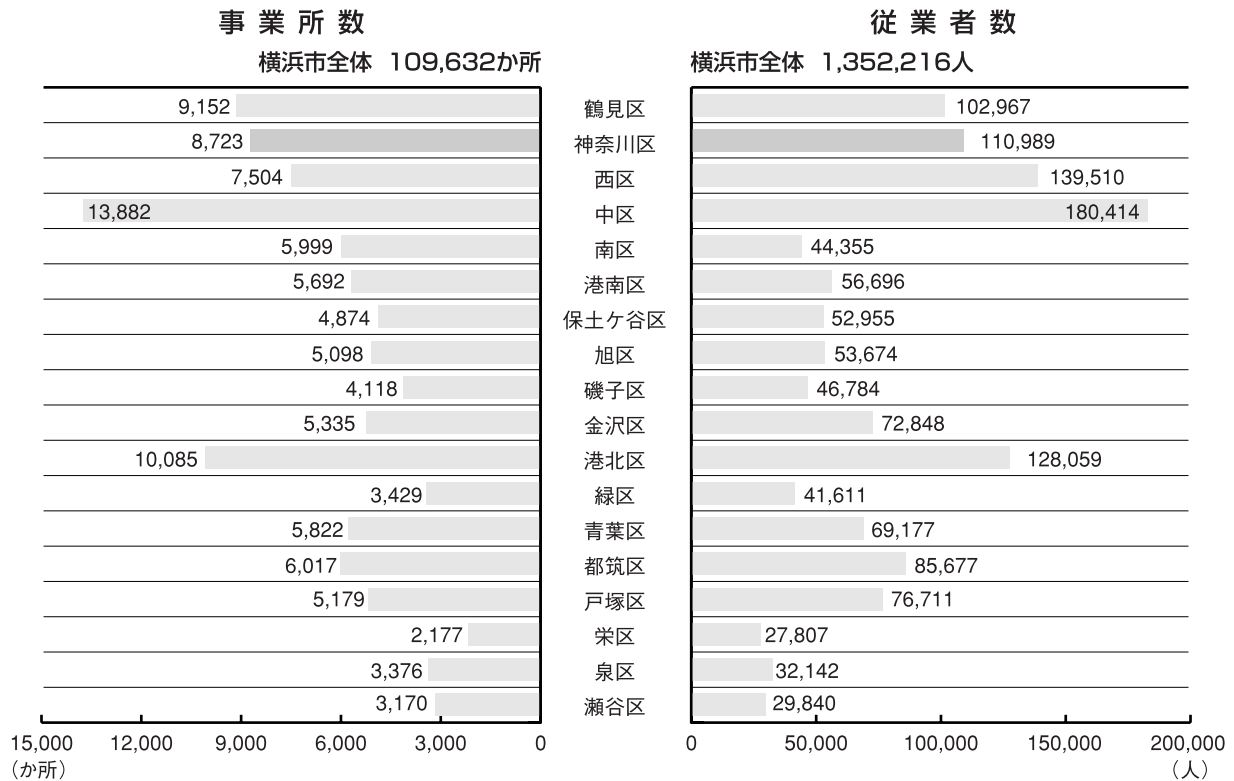 事業所数 従業者数
横浜市全体 109,632か所 横浜市全体 1,352,216人
9,152 鶴見区 102,967
8,723 神奈川区 110,989
7,504 西区 139,510
13,882 中区 180,414
5,999 南区 44,355
5,692 港南区 56,696
4,874 保土ケ谷区 52,955
5,098 旭区 53,674
4,118 磯子区 46,784
5,335 金沢区 72,848
10,085 港北区 128,059
3,429 緑区 41,611
5,822 青葉区 69,177
6,017 都筑区 85,677
5,179 戸塚区 76,711
2,177 栄区 27,807
3,376 泉区 32,142
3,170 瀬谷区 29,840
15,000 12,000 9,000 6,000 3,000 0 0 50,000 100,000 150,000 200,000
（か所） （人）